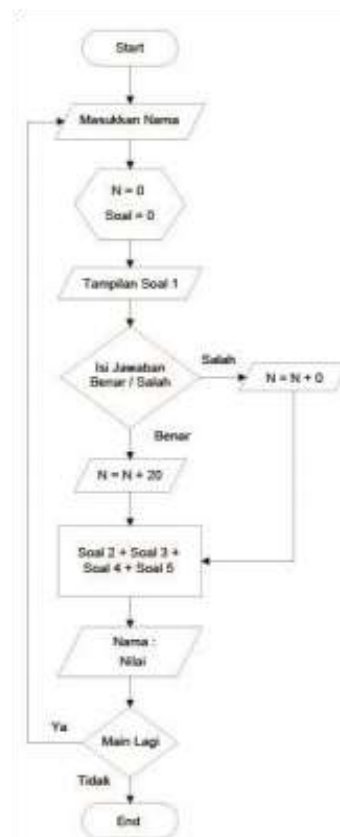 Start
Masukkan Nama
N = 0
Soal = 0
Tampilan Soal 1
Isi Jawaban
Benar / Salah
Salah
N = N + 0
Benar
N = N + 20
Soal 2 + Soal 3 +
Soal 4 + Soal 5
Nama :
Nilai
Ya
Main Lagi
Tidak
End